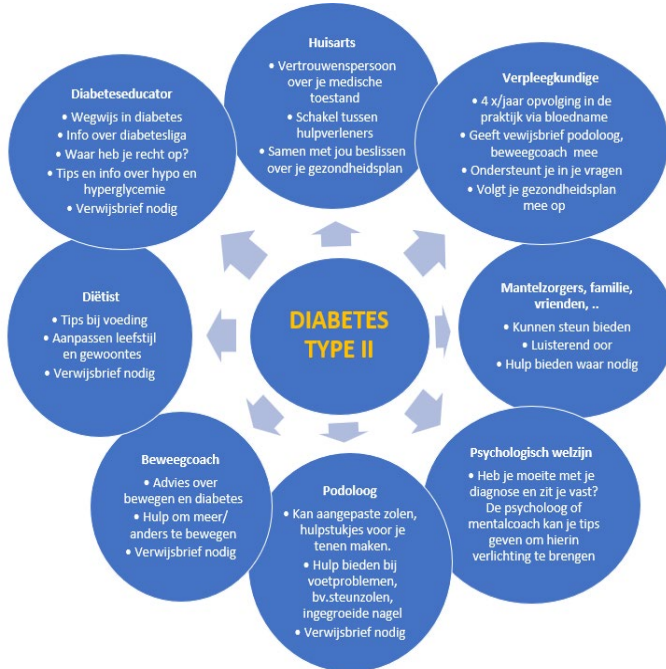 Huisarts
• Vertrouwenspersoon
over je medische
toestand
• Schakel tussen
hulpverleners
• Samen met jou beslissen
over je gezondheidsplan
Verpleegkundige
• 4 x/jaar opvolging in de
praktijk via bloedname
• Geeft vewijsbrief podoloog,
beweegcoach mee
• Ondersteunt je in je vragen
• Volgt je gezondheidsplan
mee op
Mantelzorgers, familie,
vrienden, ..
• Kunnen steun bieden
• Luisterend oor
• Hulp bieden waar nodig
Psychologisch welzijn
• Heb je moeite met je
diagnose en zit je vast?
De psycholoog of
mentalcoach kan je tips
geven om hierin
verlichting te brengen
Podoloog
• Kan aangepaste zolen,
hulpstukjes voor je
tenen maken.
• Hulp bieden bij
voetproblemen,
bv.steunzolen,
ingegroeide nagel
• Verwijsbrief nodig
Beweegcoach
• Advies over
bewegen en diabetes
• Hulp om meer/
anders te bewegen
• Verwijsbrief nodig
Diëtist
• Tips bij voeding
• Aanpassen leefstijl
en gewoontes
• Verwijsbrief nodig
Diabeteseducator
• Wegwijs in diabetes
• Info over diabetesliga
• Waar heb je recht op?
• Tips en info over hypo en
hyperglycemie
• Verwijsbrief nodig
DIABETES
TYPE II